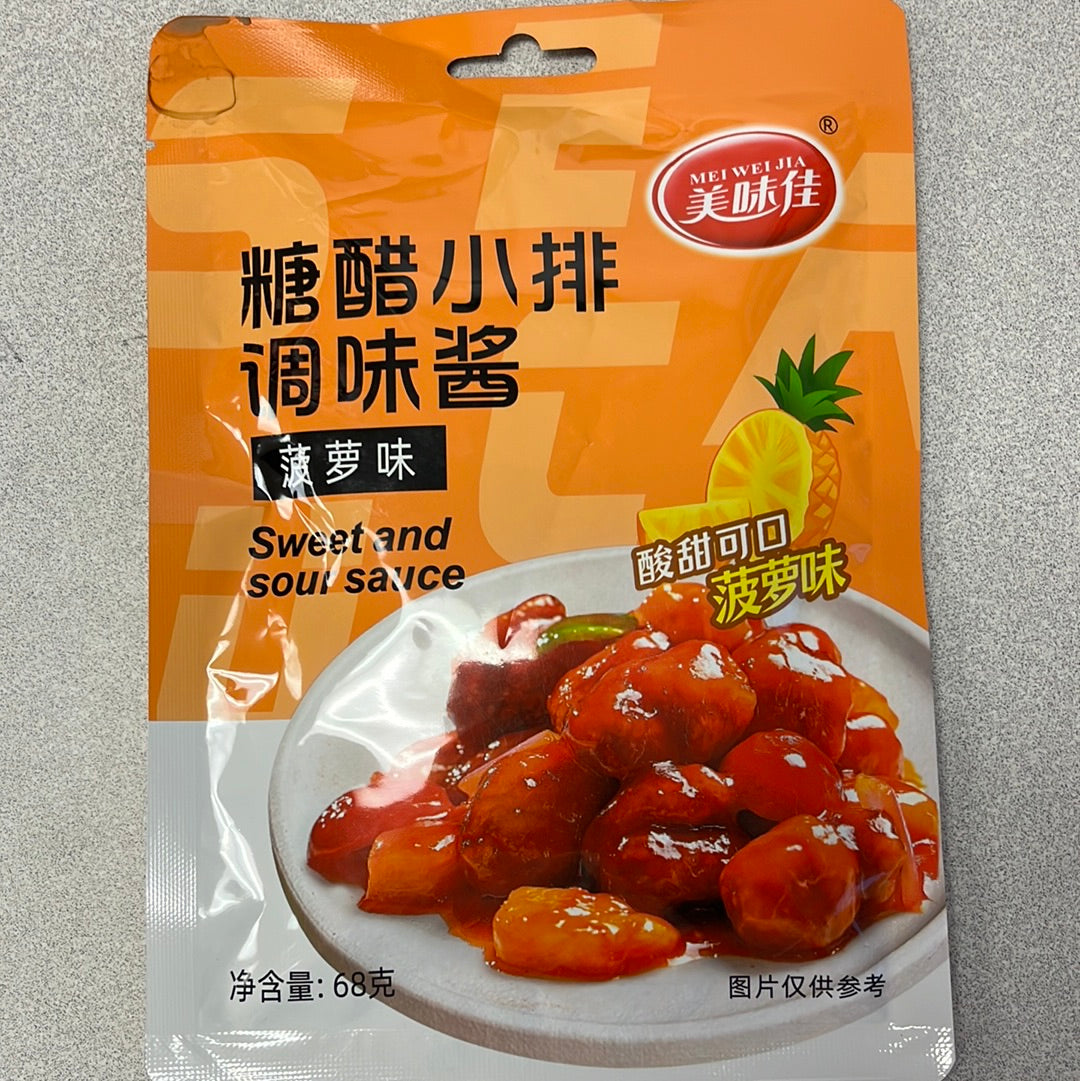 MEI WEI JIA
®
美味佳
糖醋小排
调味酱
菠萝味
Sweet and
sour sauce
酸甜可口
菠萝味
净含量: 68克
图片仅供参考